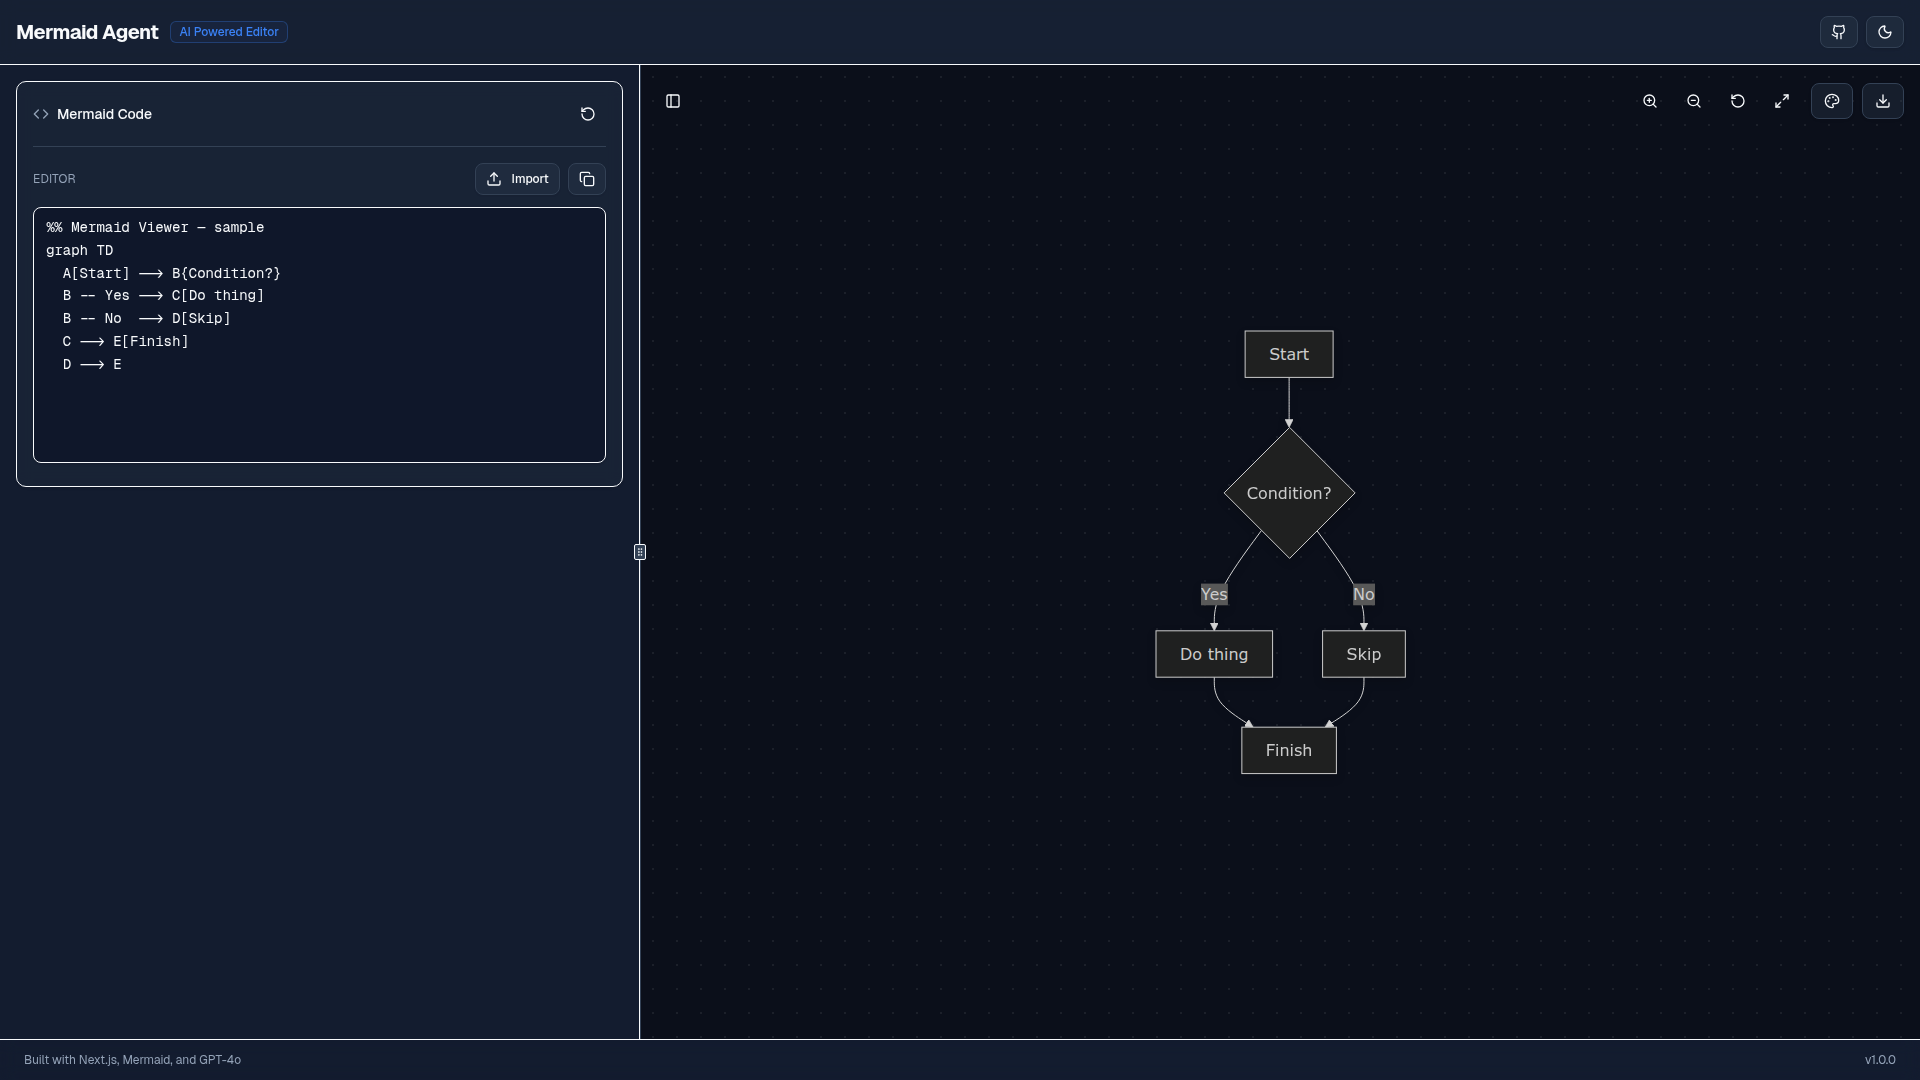 Mermaid Agent
AI Powered Editor
Mermaid Code
EDITOR
Import
%% Mermaid Viewer — sample
graph TD
  A[Start] --> B{Condition?}
  B -- Yes --> C[Do thing]
  B -- No  --> D[Skip]
  C --> E[Finish]
  D --> E
Start
Condition?
Yes
No
Do thing
Skip
Finish
Built with Next.js, Mermaid, and GPT-4o
v1.0.0